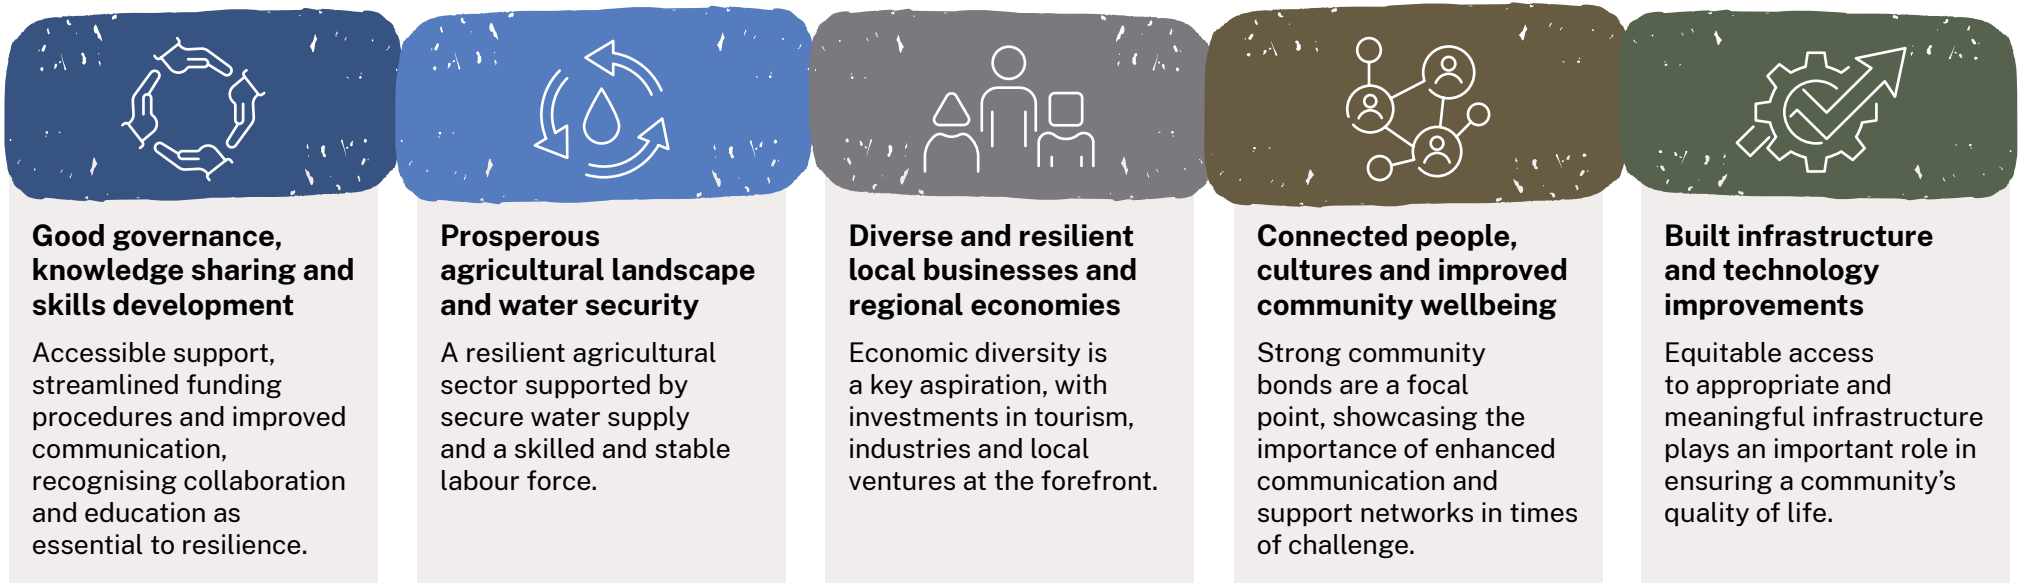 Good governance,
knowledge sharing and
skills development
Accessible support,
streamlined funding
procedures and improved
communication,
recognising collaboration
and education as
essential to resilience.
Prosperous
agricultural landscape
and water security
A resilient agricultural
sector supported by
secure water supply
and a skilled and stable
labour force.
Diverse and resilient
local businesses and
regional economies
Economic diversity is
a key aspiration, with
investments in tourism,
industries and local
ventures at the forefront.
Connected people,
cultures and improved
community wellbeing
Strong community
bonds are a focal
point, showcasing the
importance of enhanced
communication and
support networks in times
of challenge.
Built infrastructure
and technology
improvements
Equitable access
to appropriate and
meaningful infrastructure
plays an important role in
ensuring a community’s
quality of life.